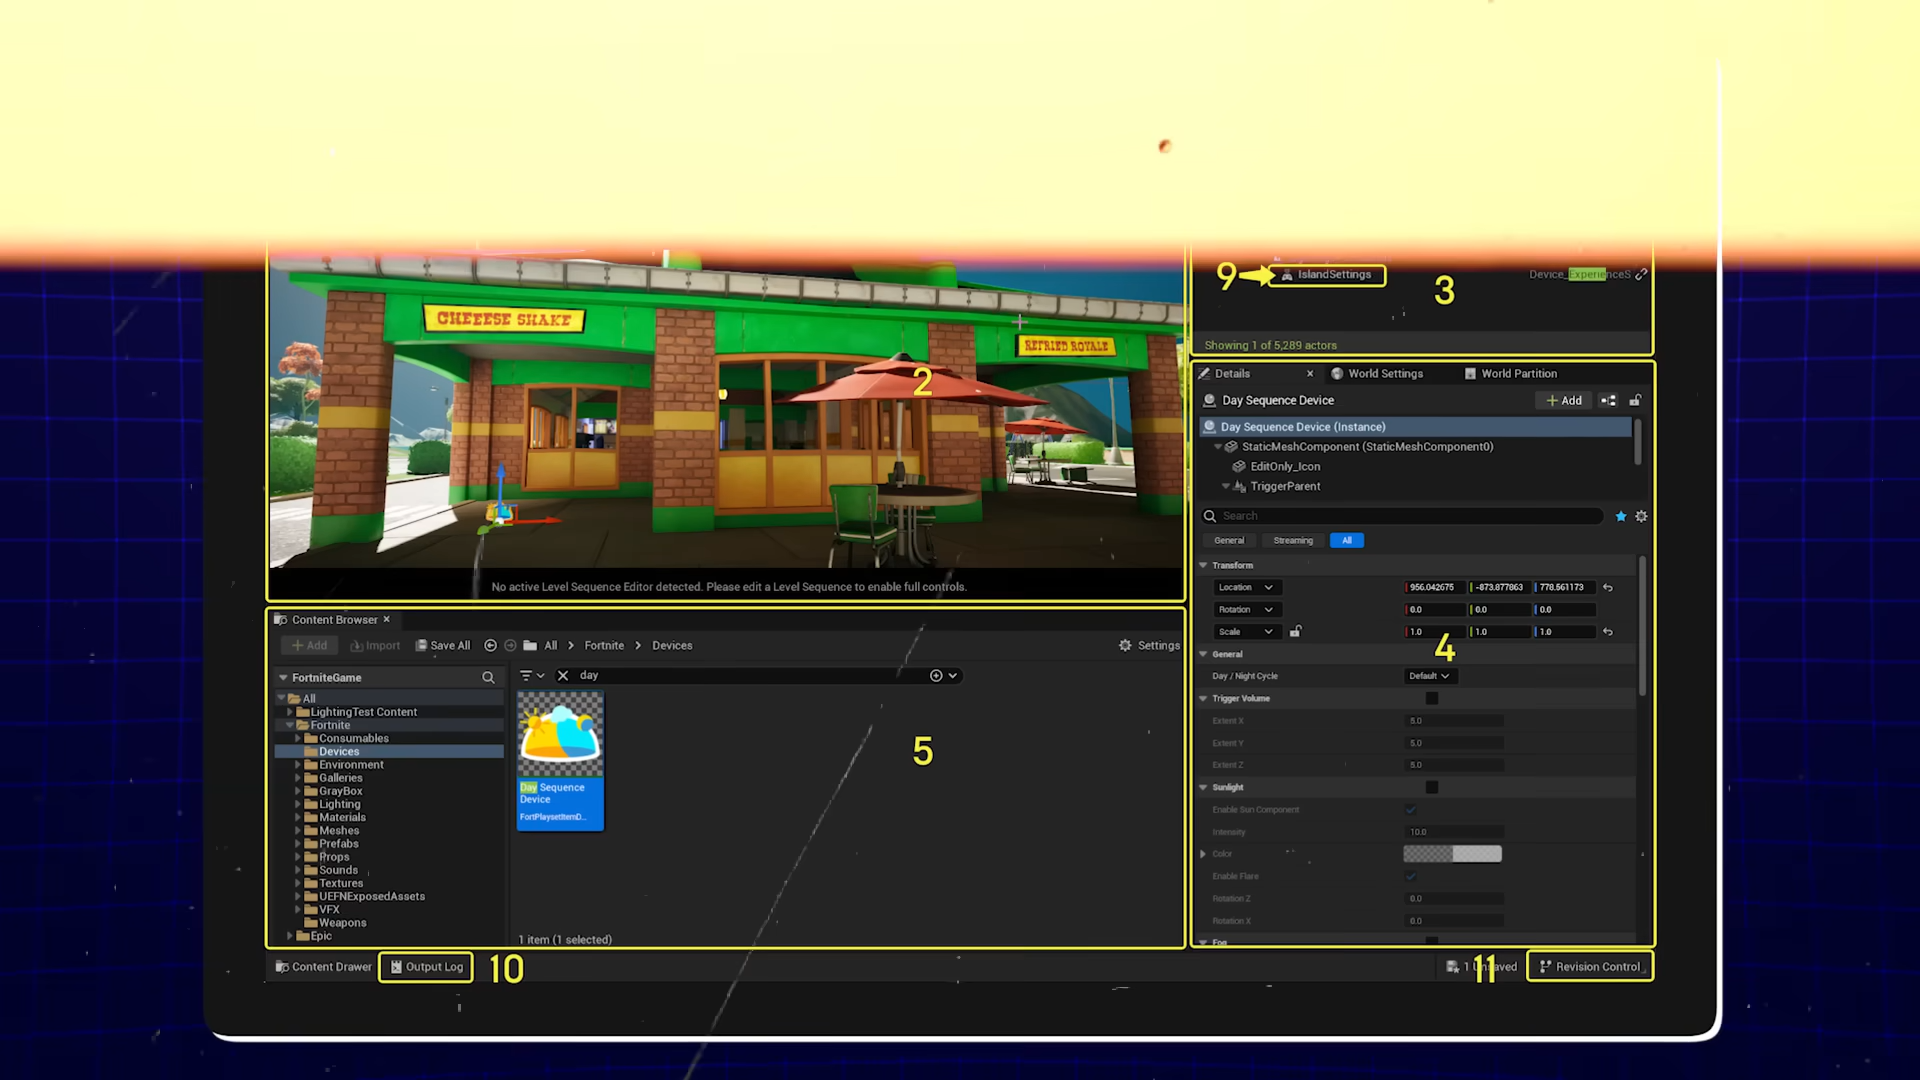 CHEEESE SHAKE
REFRIED ROYALE
2
No active Level Sequence Editor detected. Please edit a Level Sequence to enable full controls.
9
IslandSettings
Device_ExperienceS
3
Showing 1 of 5,289 actors
Details
World Settings
World Partition
Day Sequence Device
Add
Day Sequence Device (Instance)
StaticMeshComponent (StaticMeshComponent0)
EditOnly_Icon
TriggerParent
Search
General
Streaming
All
Transform
Location
956.042675
-873.877863
778.561173
Rotation
0.0
0.0
0.0
Scale
1.0
1.0
1.0
4
General
Day / Night Cycle
Default
Trigger Volume
Extent X
5.0
Extent Y
5.0
Extent Z
5.0
Sunlight
Enable Sun Component
Intensity
10.0
Color
Enable Flare
Rotation Z
0.0
Rotation X
0.0
Fog
Content Browser
Add
Import
Save All
All
Fortnite
Devices
Settings
FortniteGame
day
All
LightingTest Content
Fortnite
Consumables
Devices
Environment
Galleries
GrayBox
Lighting
Materials
Meshes
Prefabs
Props
Sounds
Textures
UEFNExposedAssets
VFX
Weapons
Epic
Day Sequence
Device
FortPlaysetItemD...
5
1 item (1 selected)
Content Drawer
Output Log
10
1 Unsaved
11
Revision Control